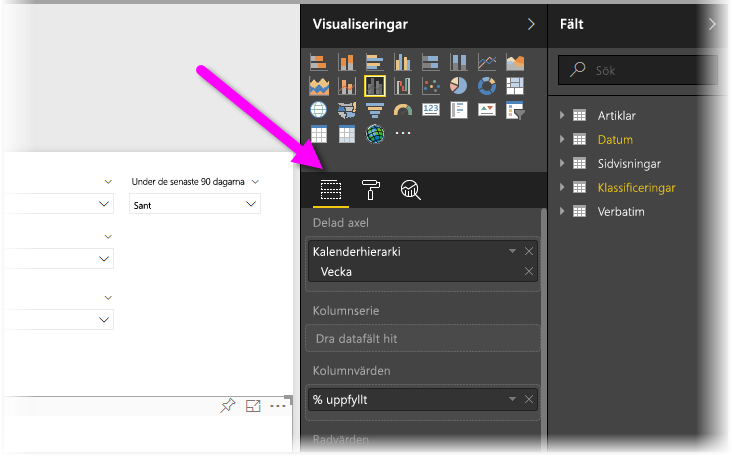 Visualiseringar
Fält
Sök
123
Artiklar
Datum
Sidvisningar
Klassificeringar
Verbatim
Under de senaste 90 dagarna
Sant
Delad axel
Kalenderhierarki
Vecka
Kolumnserie
Dra datafält hit
Kolumnvärden
% uppfyllt
Radvärden